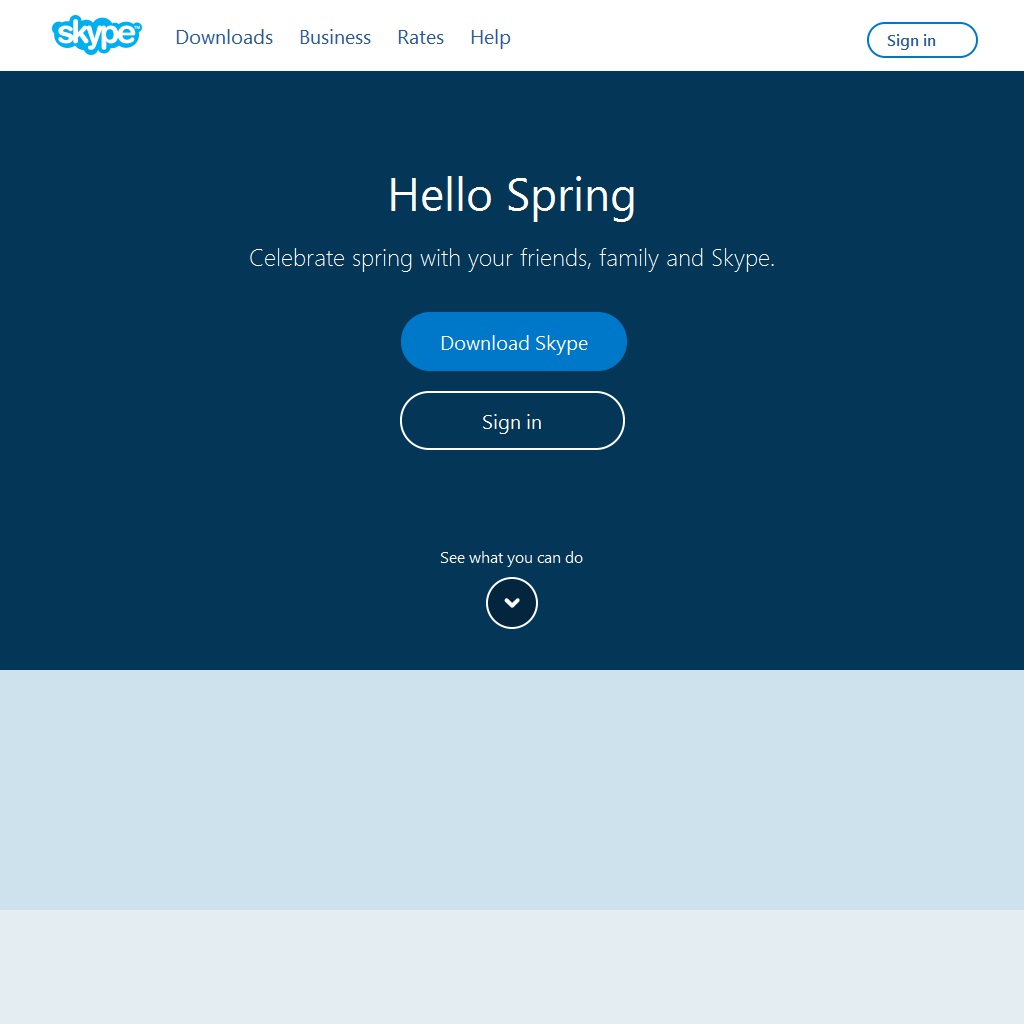 skype™ Downloads Business Rates Help Sign in
Hello Spring
Celebrate spring with your friends, family and Skype.
Download Skype
Sign in
See what you can do